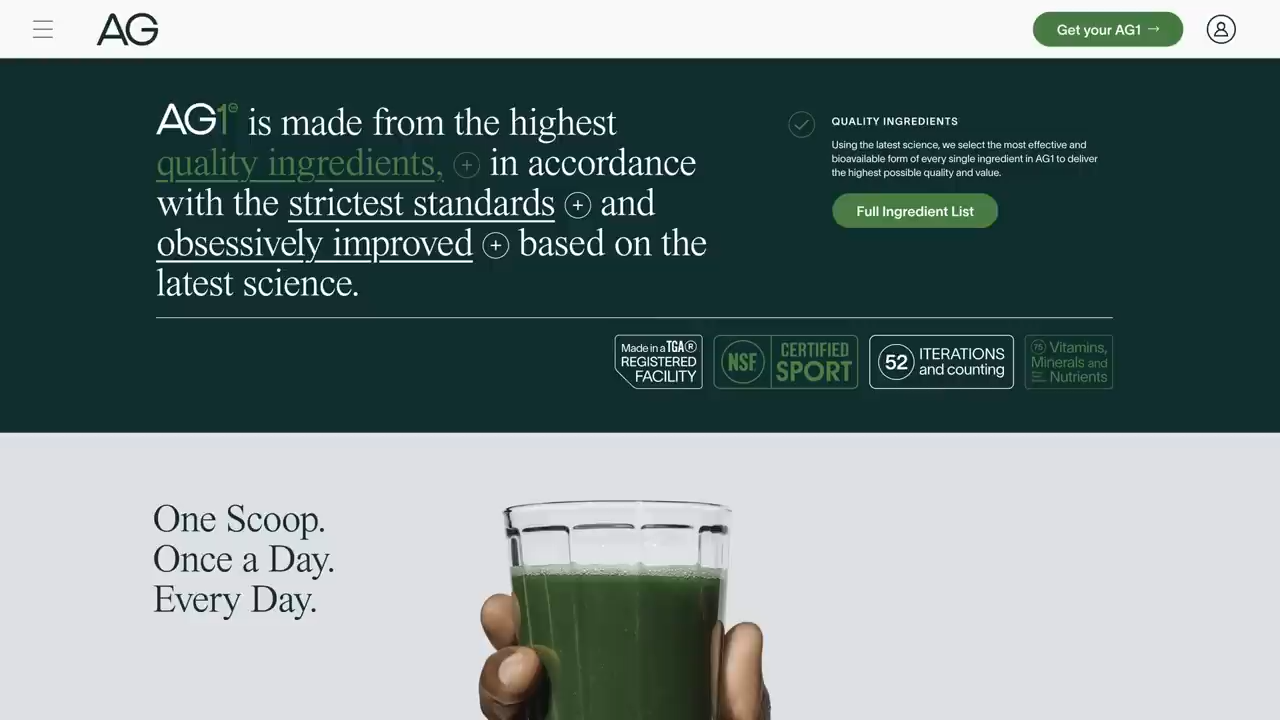 AG
Get your AG1 →
AG1 is made from the highest
quality ingredients, + in accordance
with the strictest standards + and
obsessively improved + based on the
latest science.
QUALITY INGREDIENTS
Using the latest science, we select the most effective and
bioavailable form of every single ingredient in AG1 to deliver
the highest possible quality and value.
Full Ingredient List
Made in a TGA®
REGISTERED
FACILITY
NSF
CERTIFIED
SPORT
52
ITERATIONS
and counting
75 Vitamins,
Minerals and
Nutrients
One Scoop.
Once a Day.
Every Day.